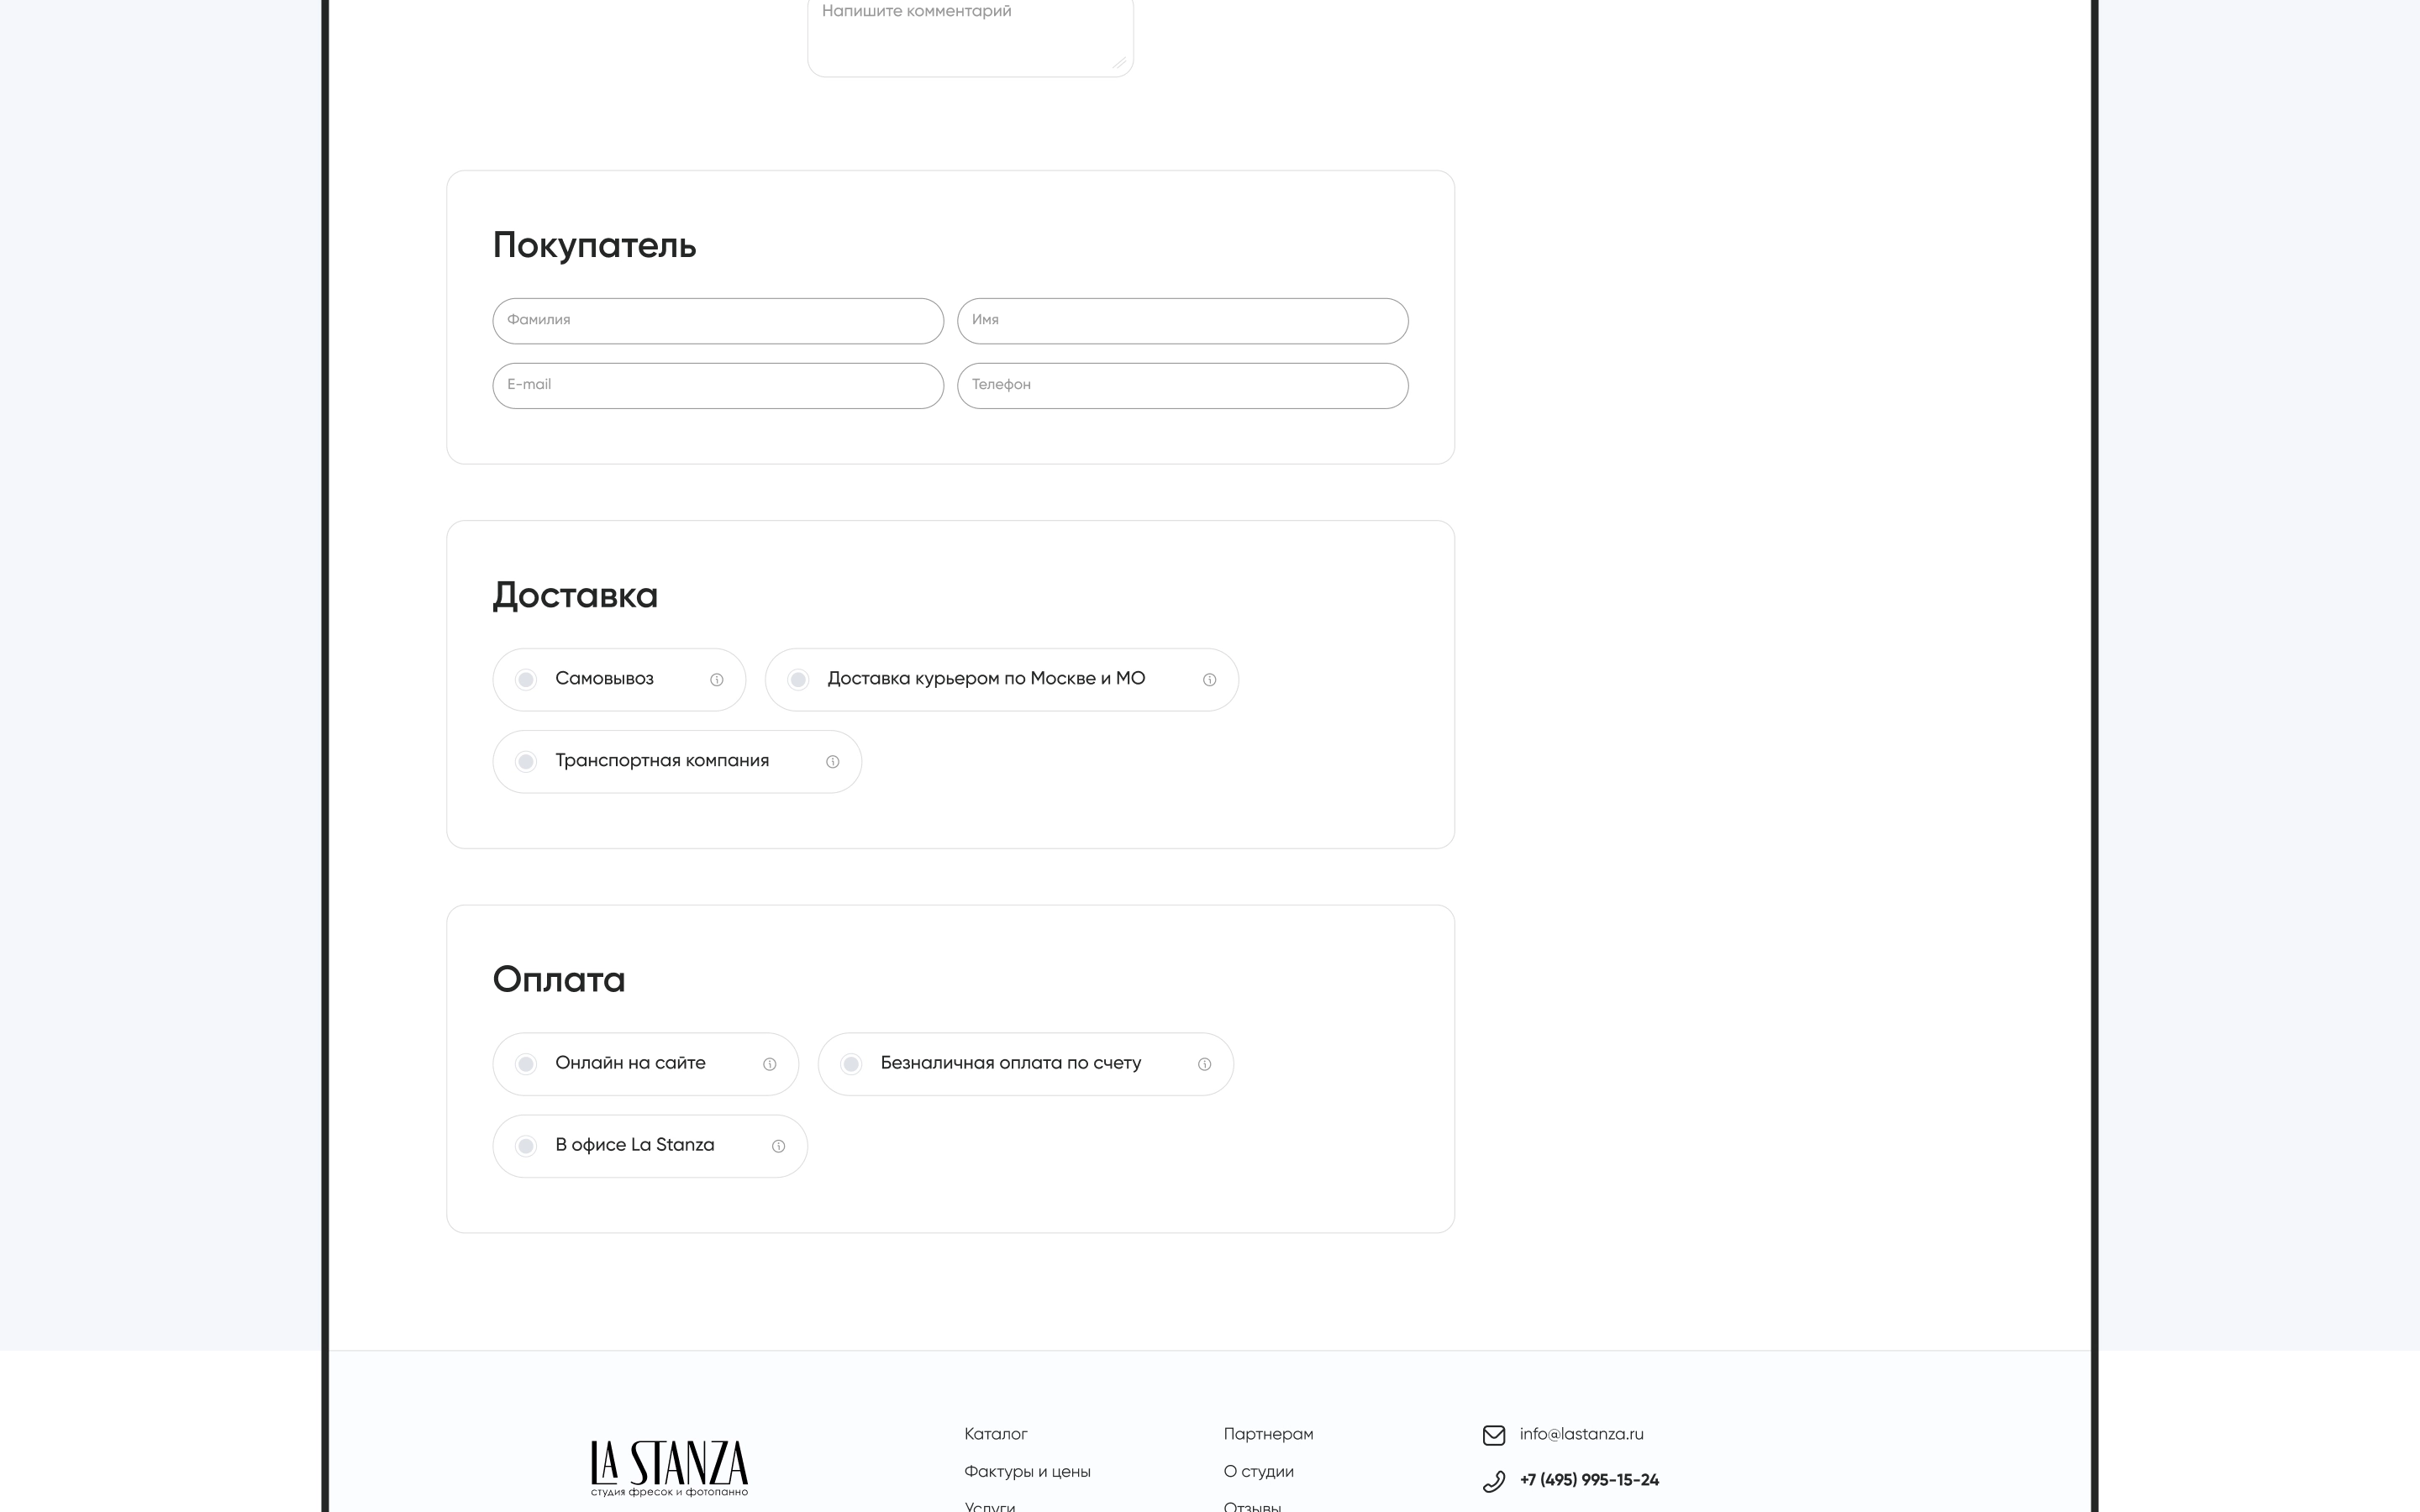 Напишите комментарий
Покупатель
Фамилия
Имя
E-mail
Телефон
Доставка
Самовывоз
Доставка курьером по Москве и МО
Транспортная компания
Оплата
Онлайн на сайте
Безналичная оплата по счету
В офисе La Stanza
LA STANZA
студия фресок и фотопанно
Каталог
Фактуры и цены
Услуги
Партнерам
О студии
Отзывы
info@lastanza.ru
+7 (495) 995-15-24